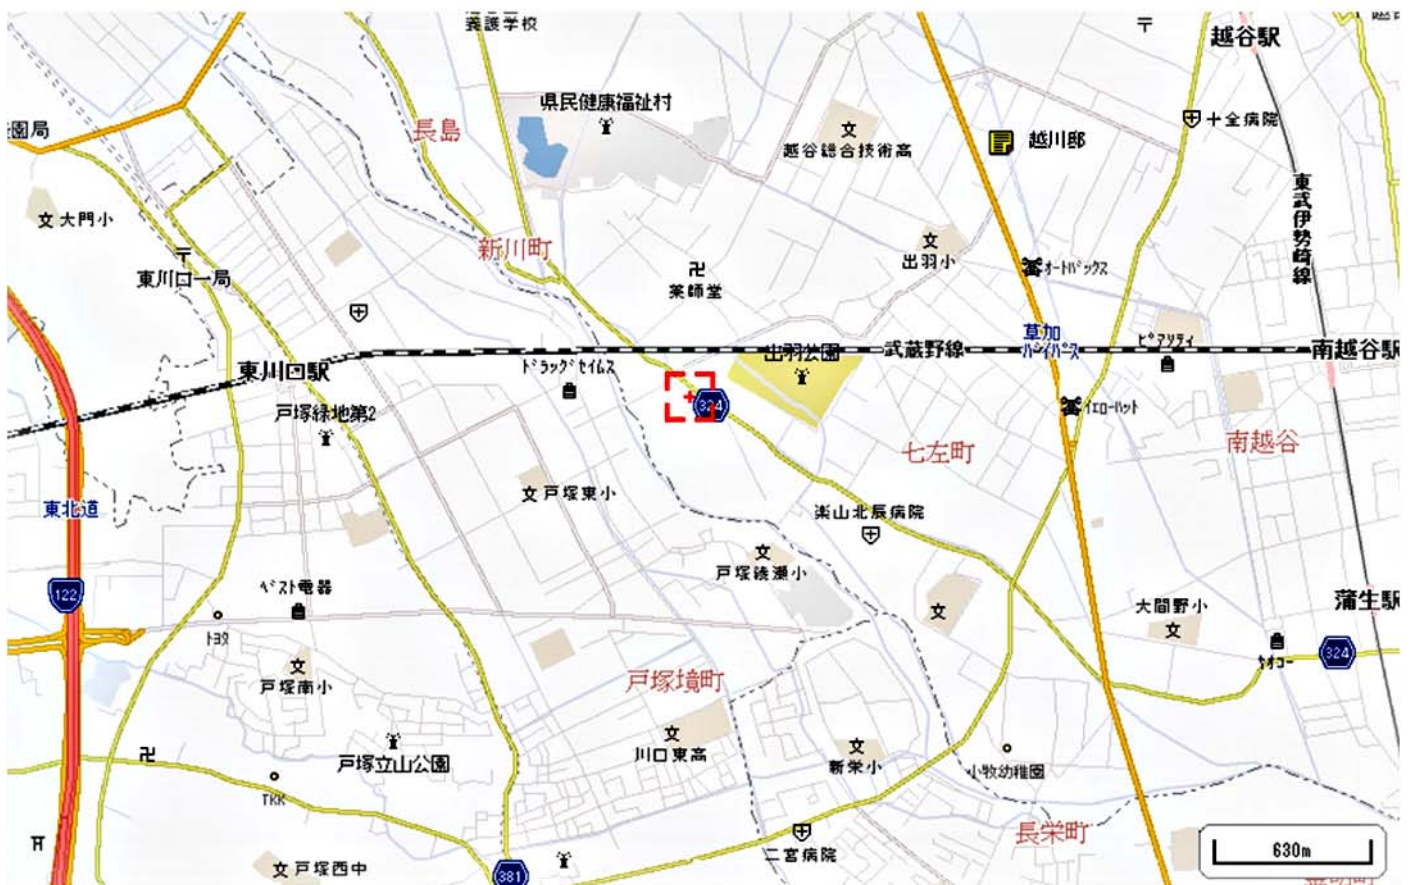 養護学校
越谷駅
県民健康福祉村
長島
越谷総合技術高
越川邸
十全病院
東武伊勢崎線
文大門小
新川町
出羽小
オートバックス
東川口一局
薬師堂
草加
バイパス
ピアシティ
東川口駅
ドラッグセイムス
出羽公園
武蔵野線
南越谷駅
戸塚緑地第2
324
イエローハット
七左町
南越谷
東北道
文戸塚東小
楽山北辰病院
戸塚綾瀬小
122
ベスト電器
大間野小
蒲生駅
トヨタ
324
ヤオコー
戸塚南小
戸塚境町
川口東高
新栄小
小牧幼稚園
戸塚立山公園
TKK
長栄町
二宮病院
630m
文戸塚西中
381